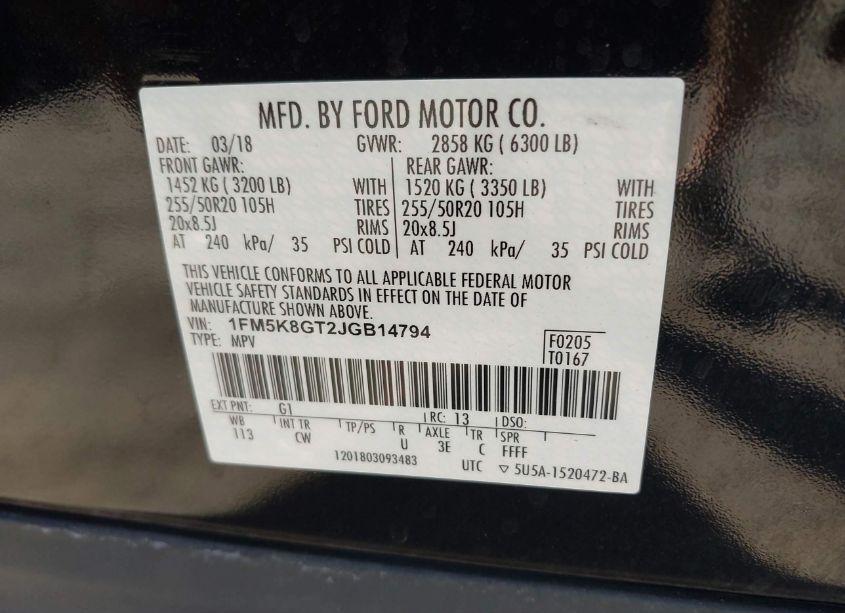 MFD. BY FORD MOTOR CO.
DATE: 03/18 GVWR: 2858 KG ( 6300 LB)
FRONT GAWR: REAR GAWR:
1452 KG ( 3200 LB) WITH 1520 KG ( 3350 LB) WITH
255/50R20 105H TIRES 255/50R20 105H TIRES
20x8.5J RIMS 20x8.5J RIMS
AT 240 kPa/ 35 PSI COLD AT 240 kPa/ 35 PSI COLD
THIS VEHICLE CONFORMS TO ALL APPLICABLE FEDERAL MOTOR
VEHICLE SAFETY STANDARDS IN EFFECT ON THE DATE OF
MANUFACTURE SHOWN ABOVE.
VIN: 1FM5K8GT2JGB14794
TYPE: MPV
F0205
T0167
EXT PNT: G1 RC: 13 DSO:
WB INT TR TP/PS R AXLE TR SPR
113 CW U 3E C FFFF
1201803093483 UTC ▽ 5U5A-1520472-BA